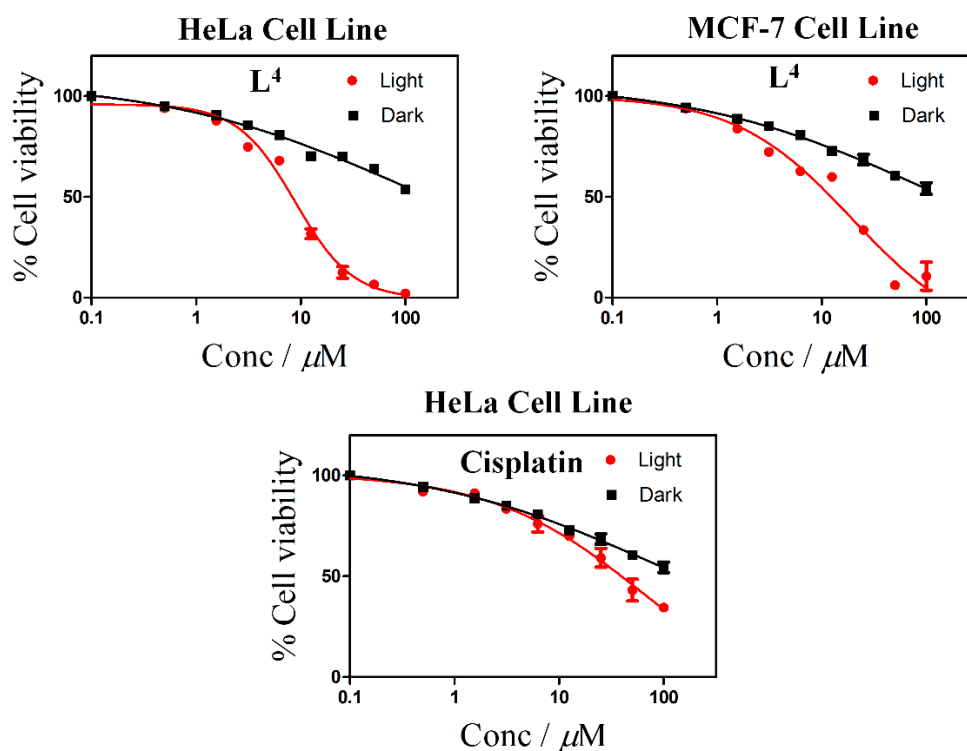 HeLa Cell Line
L⁴
Light
Dark
% Cell viability
100
50
0
0.1 1 10 100
Conc / μM
MCF-7 Cell Line
L⁴
Light
Dark
% Cell viability
100
50
0
0.1 1 10 100
Conc / μM
HeLa Cell Line
Cisplatin
Light
Dark
% Cell viability
100
50
0
0.1 1 10 100
Conc / μM